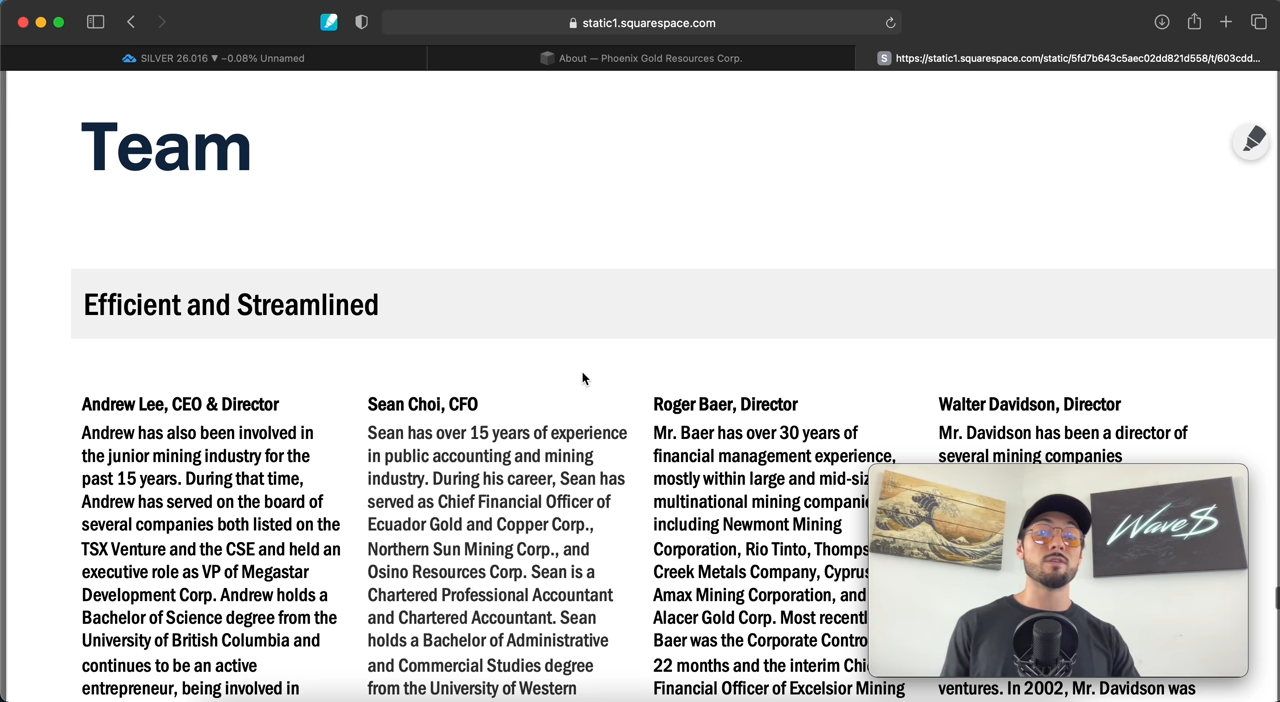 static1.squarespace.com
SILVER 26.016 ▼ −0.08% Unnamed
About — Phoenix Gold Resources Corp.
S https://static1.squarespace.com/static/5fd7b643c5aec02dd821d558/t/603cdd...
Team
Efficient and Streamlined
Andrew Lee, CEO & Director
Andrew has also been involved in
the junior mining industry for the
past 15 years. During that time,
Andrew has served on the board of
several companies both listed on the
TSX Venture and the CSE and held an
executive role as VP of Megastar
Development Corp. Andrew holds a
Bachelor of Science degree from the
University of British Columbia and
continues to be an active
entrepreneur, being involved in
Sean Choi, CFO
Sean has over 15 years of experience
in public accounting and mining
industry. During his career, Sean has
served as Chief Financial Officer of
Ecuador Gold and Copper Corp.,
Northern Sun Mining Corp., and
Osino Resources Corp. Sean is a
Chartered Professional Accountant
and Chartered Accountant. Sean
holds a Bachelor of Administrative
and Commercial Studies degree
from the University of Western
Roger Baer, Director
Mr. Baer has over 30 years of
financial management experience,
mostly within large and mid-siz
multinational mining companie
including Newmont Mining
Corporation, Rio Tinto, Thomps
Creek Metals Company, Cyprus
Amax Mining Corporation, and
Alacer Gold Corp. Most recentl
Baer was the Corporate Contro
22 months and the interim Chi
Financial Officer of Excelsior Mining
Walter Davidson, Director
Mr. Davidson has been a director of
several mining companies
ventures. In 2002, Mr. Davidson was
Wave$